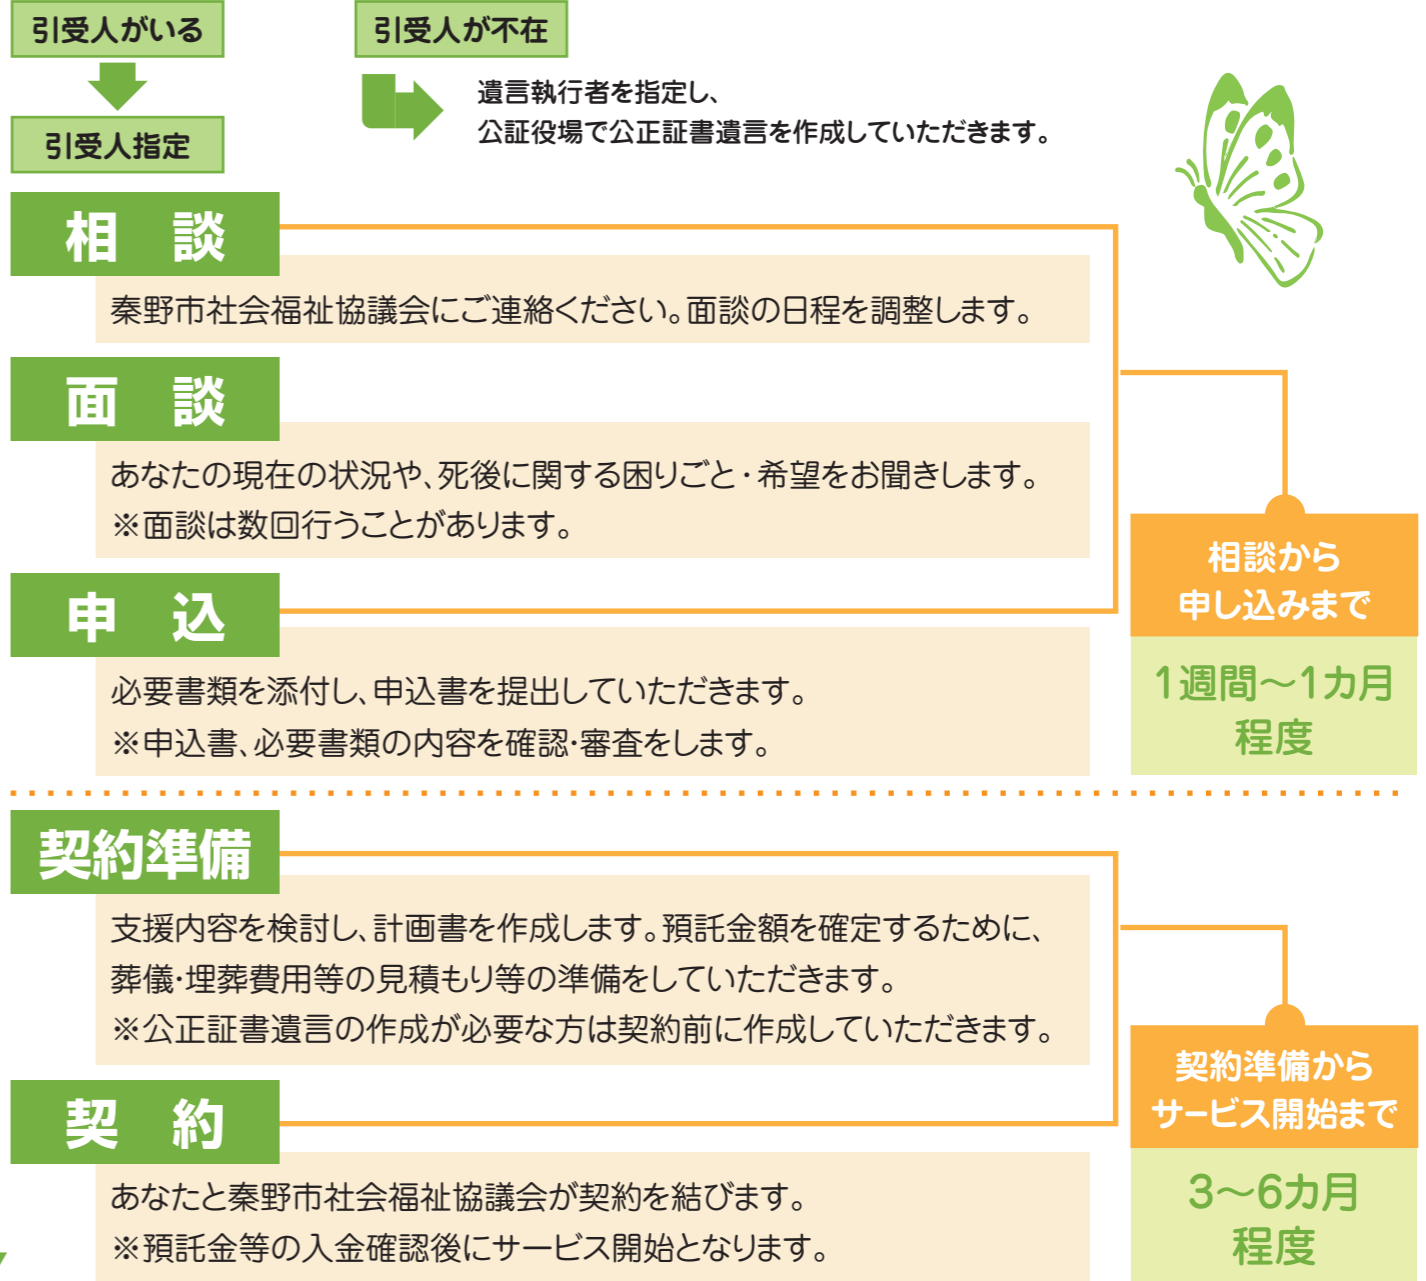 引受人がいる
引受人指定
引受人が不在
遺言執行者を指定し、
公証役場で公正証書遺言を作成していただきます。
相　談
秦野市社会福祉協議会にご連絡ください。面談の日程を調整します。
面　談
あなたの現在の状況や、死後に関する困りごと・希望をお聞きします。
※面談は数回行うことがあります。
申　込
必要書類を添付し、申込書を提出していただきます。
※申込書、必要書類の内容を確認・審査をします。
相談から
申し込みまで
1週間～1カ月
程度
契約準備
支援内容を検討し、計画書を作成します。預託金額を確定するために、
葬儀・埋葬費用等の見積もり等の準備をしていただきます。
※公正証書遺言の作成が必要な方は契約前に作成していただきます。
契　約
あなたと秦野市社会福祉協議会が契約を結びます。
※預託金等の入金確認後にサービス開始となります。
契約準備から
サービス開始まで
3～6カ月
程度